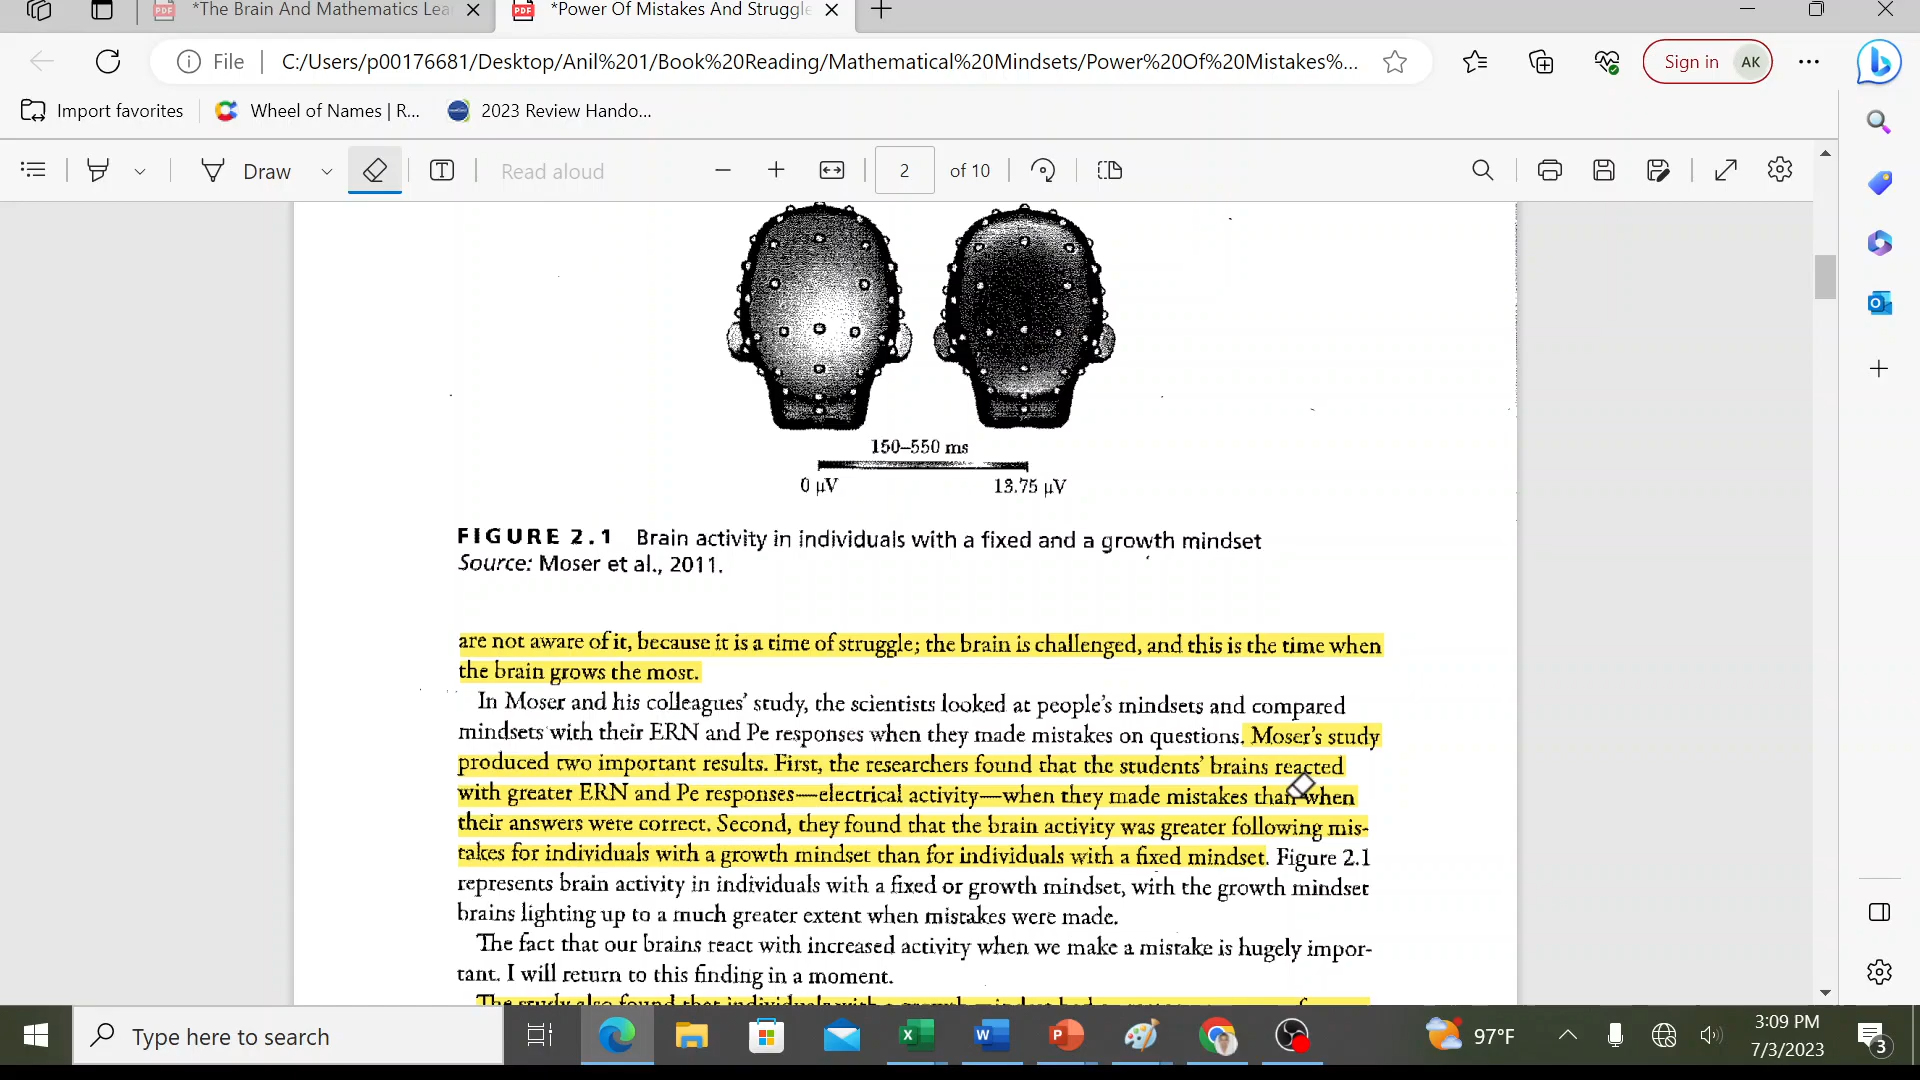 *The Brain And Mathematics Lea
*Power Of Mistakes And Struggle
File
C:/Users/p00176681/Desktop/Anil%201/Book%20Reading/Mathematical%20Mindsets/Power%20Of%20Mistakes%...
Sign in AK
Import favorites
Wheel of Names | R...
2023 Review Hando...
Draw
Read aloud
2 of 10
150–550 ms
0 µV 13.75 µV
FIGURE 2.1 Brain activity in individuals with a fixed and a growth mindset
Source: Moser et al., 2011.
are not aware of it, because it is a time of struggle; the brain is challenged, and this is the time when
the brain grows the most.
In Moser and his colleagues' study, the scientists looked at people's mindsets and compared
mindsets with their ERN and Pe responses when they made mistakes on questions. Moser's study
produced two important results. First, the researchers found that the students' brains reacted
with greater ERN and Pe responses—electrical activity—when they made mistakes than when
their answers were correct. Second, they found that the brain activity was greater following mis-
takes for individuals with a growth mindset than for individuals with a fixed mindset. Figure 2.1
represents brain activity in individuals with a fixed or growth mindset, with the growth mindset
brains lighting up to a much greater extent when mistakes were made.
The fact that our brains react with increased activity when we make a mistake is hugely impor-
tant. I will return to this finding in a moment.
The study also found that individuals with a growth mindset had a
Type here to search
97°F
3:09 PM
7/3/2023
3